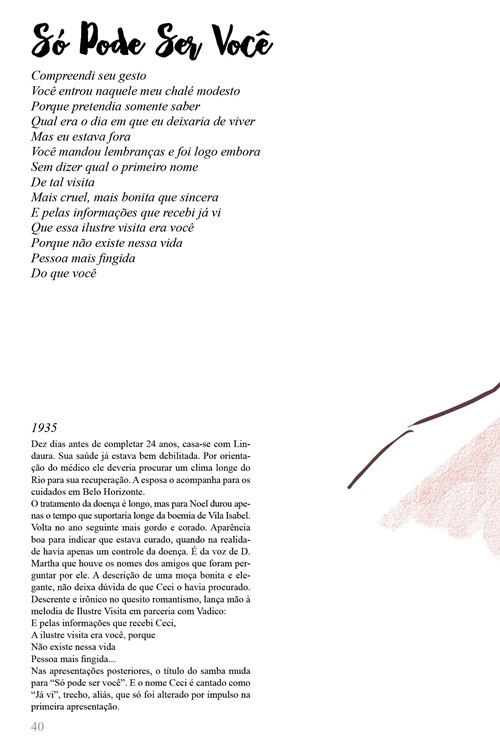 Só Pode Ser Você
Compreendi seu gesto
Você entrou naquele meu chalé modesto
Porque pretendia somente saber
Qual era o dia em que eu deixaria de viver
Mas eu estava fora
Você mandou lembranças e foi logo embora
Sem dizer qual o primeiro nome
De tal visita
Mais cruel, mais bonita que sincera
E pelas informações que recebi já vi
Que essa ilustre visita era você
Porque não existe nessa vida
Pessoa mais fingida
Do que você
1935
Dez dias antes de completar 24 anos, casa-se com Lin-
daura. Sua saúde já estava bem debilitada. Por orienta-
ção do médico ele deveria procurar um clima longe do
Rio para sua recuperação. A esposa o acompanha para os
cuidados em Belo Horizonte.
O tratamento da doença é longo, mas para Noel durou ape-
nas o tempo que suportaria longe da boemia de Vila Isabel.
Volta no ano seguinte mais gordo e corado. Aparência
boa para indicar que estava curado, quando na realida-
de havia apenas um controle da doença. É da voz de D.
Martha que houve os nomes dos amigos que foram per-
guntar por ele. A descrição de uma moça bonita e ele-
gante, não deixa dúvida de que Ceci o havia procurado.
Descrente e irônico no quesito romantismo, lança mão à
melodia de Ilustre Visita em parceria com Vadico:
E pelas informações que recebi Ceci,
A ilustre visita era você, porque
Não existe nessa vida
Pessoa mais fingida...
Nas apresentações posteriores, o título do samba muda
para “Só pode ser você”. E o nome Ceci é cantado como
“Já vi”, trecho, aliás, que só foi alterado por impulso na
primeira apresentação.
40